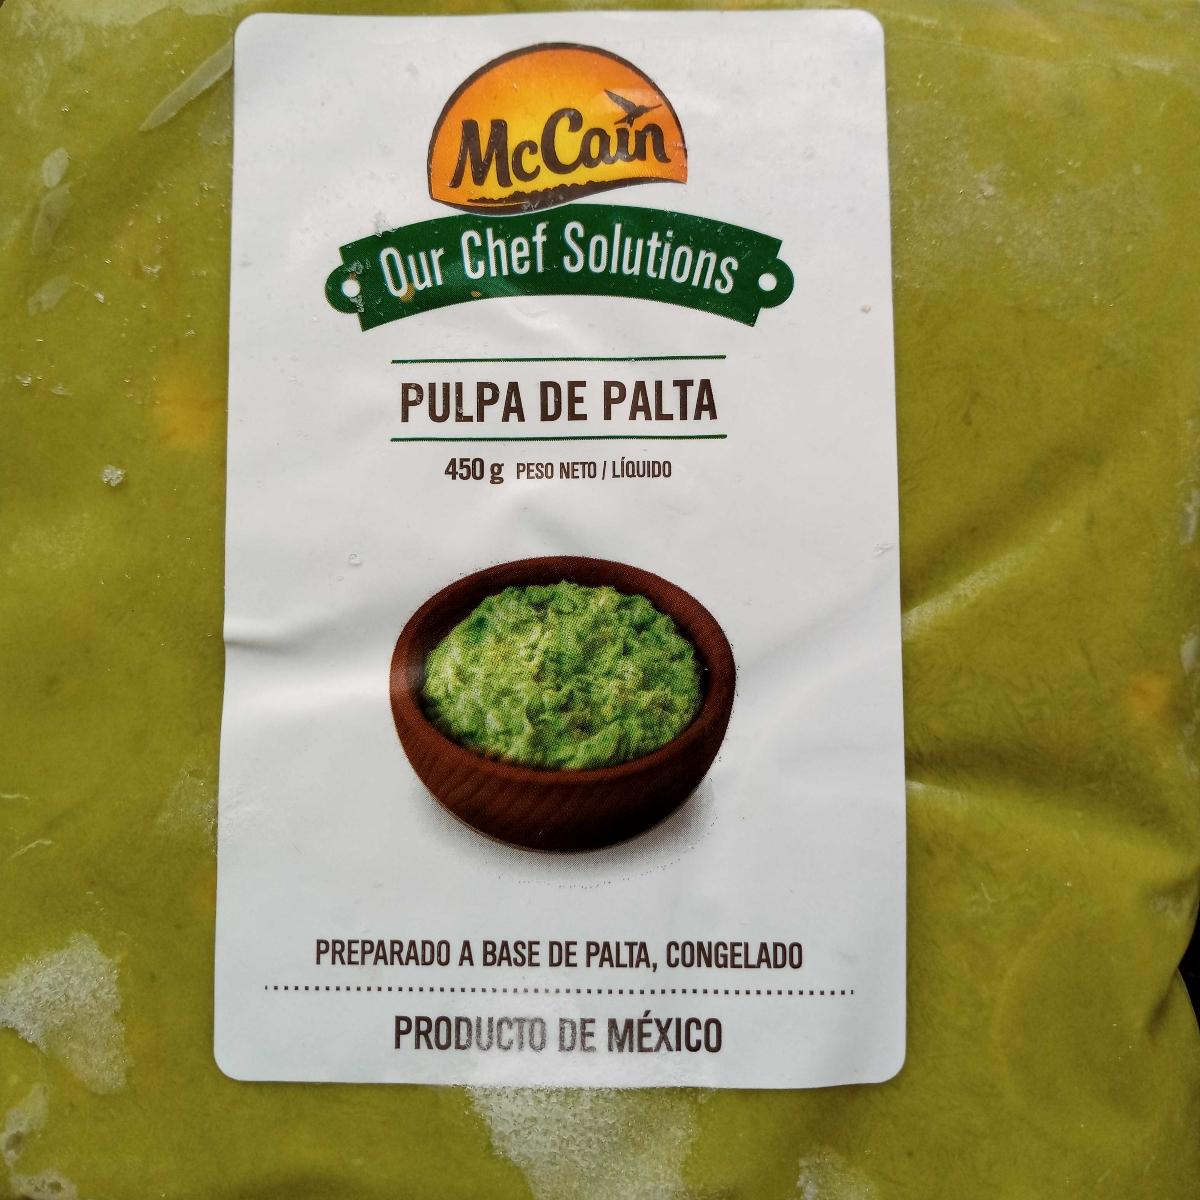 McCain
Our Chef Solutions
PULPA DE PALTA
450 g PESO NETO / LÍQUIDO
PREPARADO A BASE DE PALTA, CONGELADO
PRODUCTO DE MÉXICO